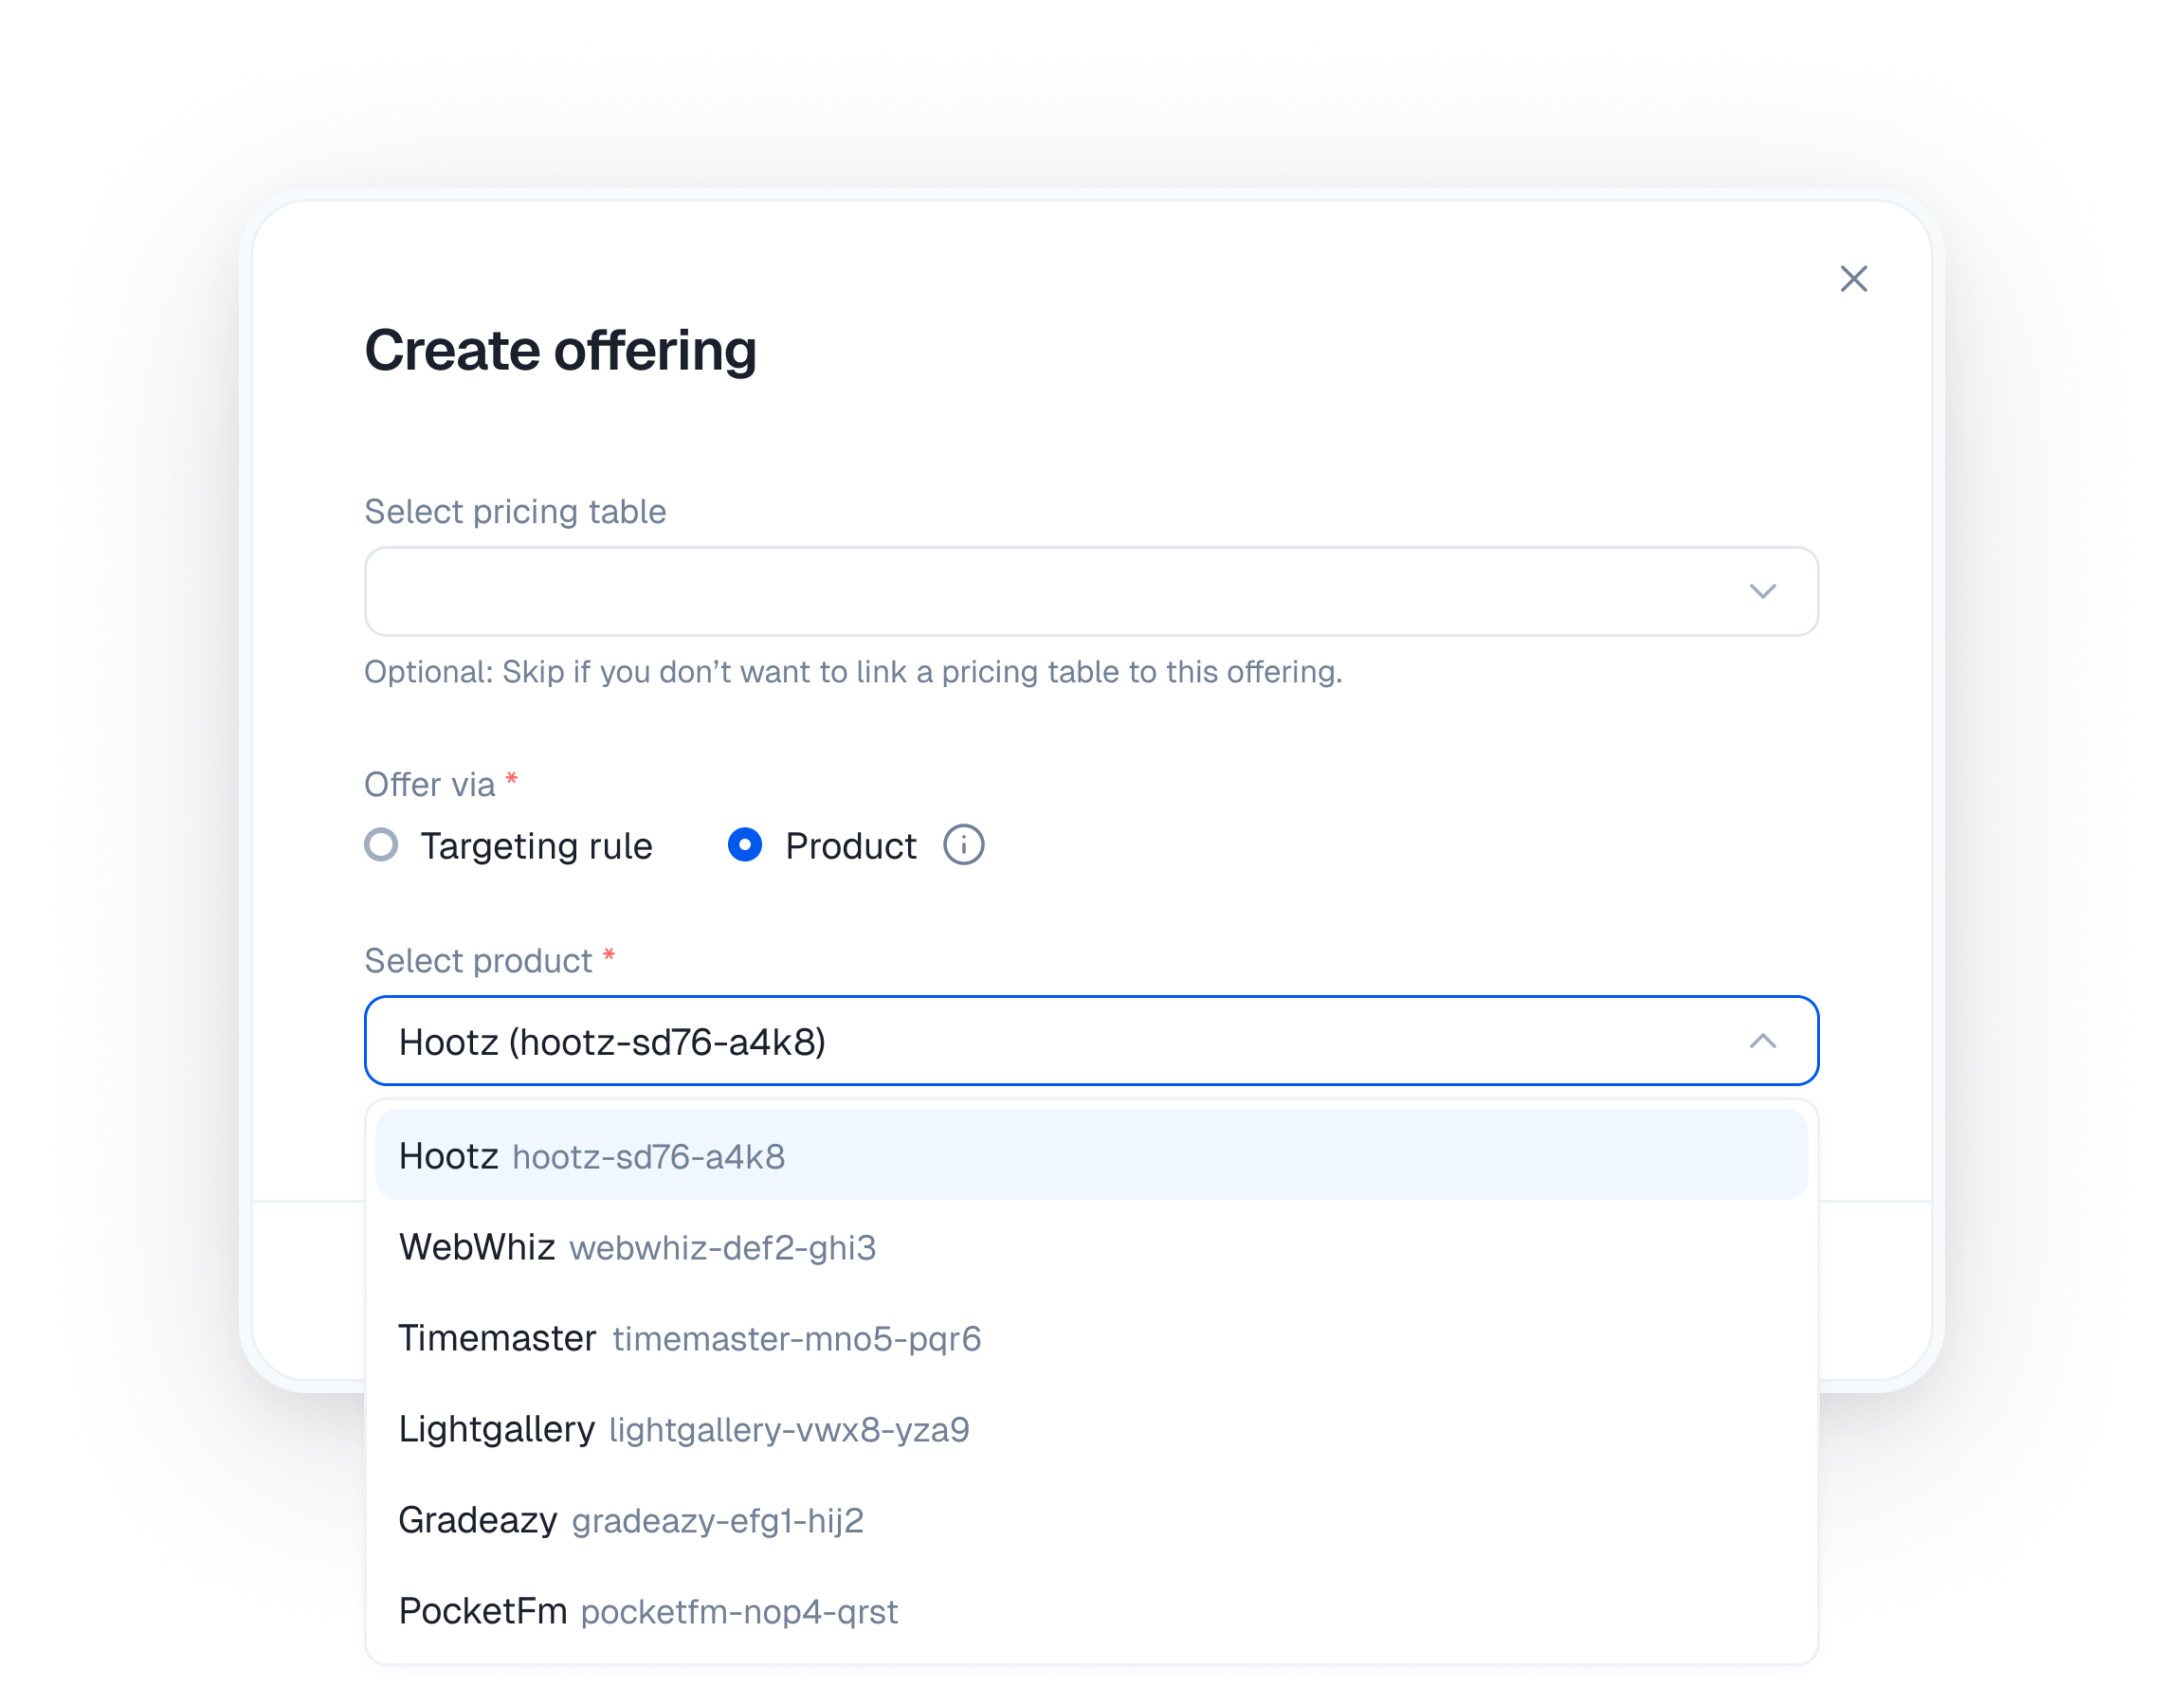 Create offering
Select pricing table
Optional: Skip if you don’t want to link a pricing table to this offering.
Offer via *
Targeting rule Product
Select product *
Hootz (hootz-sd76-a4k8)
Hootz hootz-sd76-a4k8
WebWhiz webwhiz-def2-ghi3
Timemaster timemaster-mno5-pqr6
Lightgallery lightgallery-vwx8-yza9
Gradeazy gradeazy-efg1-hij2
PocketFm pocketfm-nop4-qrst